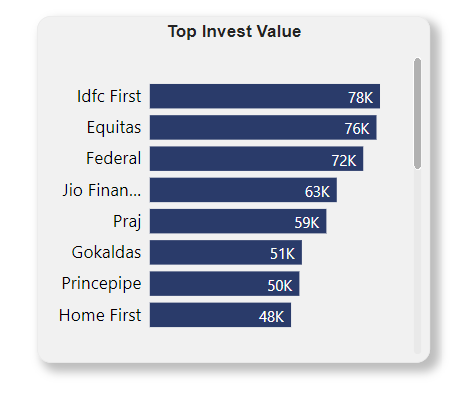 Top Invest Value
Idfc First 78K
Equitas 76K
Federal 72K
Jio Finan... 63K
Praj 59K
Gokaldas 51K
Princepipe 50K
Home First 48K